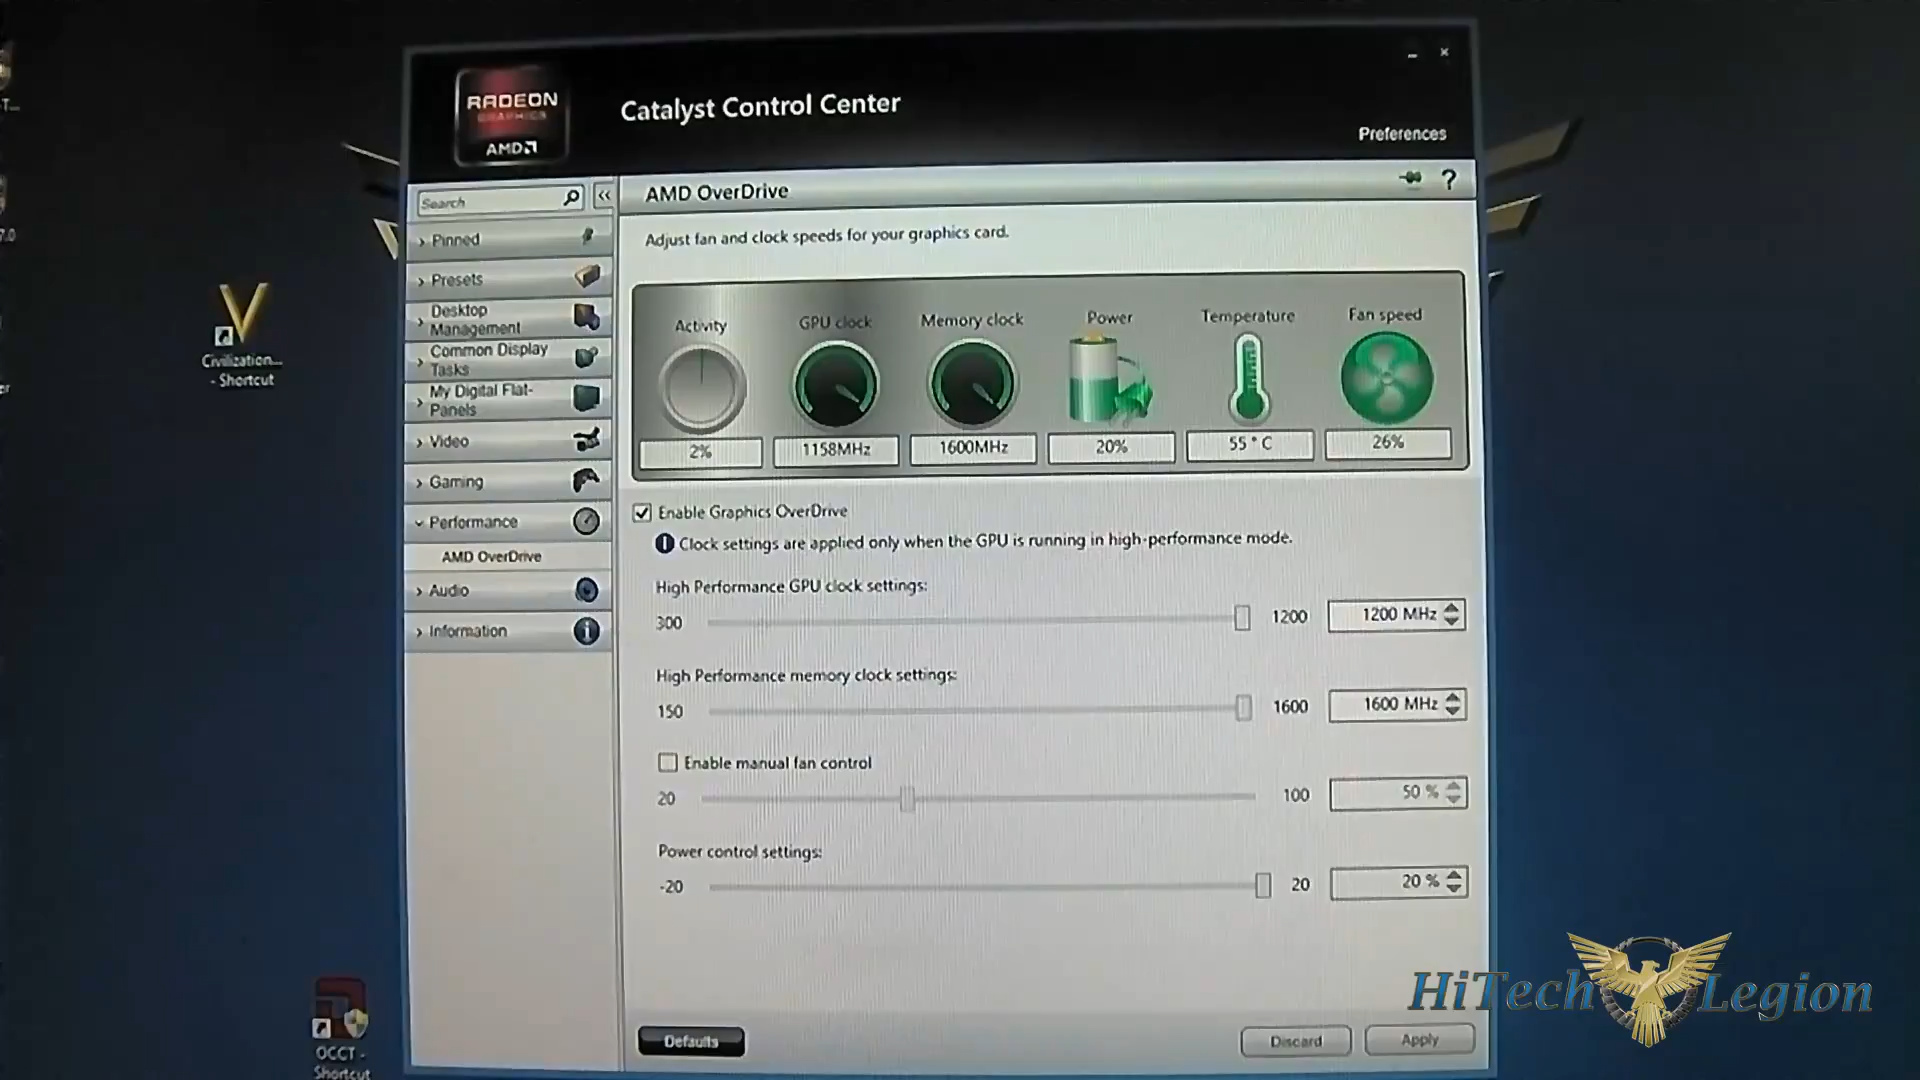 RADEON
GRAPHICS
AMD
Catalyst Control Center
Preferences
Search
<<
AMD OverDrive
?
Adjust fan and clock speeds for your graphics card.
Pinned
Presets
Desktop
Management
Common Display
Tasks
My Digital Flat-
Panels
Video
Gaming
Performance
AMD OverDrive
Audio
Information
Activity
GPU clock
Memory clock
Power
Temperature
Fan speed
2%
1158MHz
1600MHz
20%
55°C
26%
Enable Graphics OverDrive
Clock settings are applied only when the GPU is running in high-performance mode.
High Performance GPU clock settings:
300
1200
1200 MHz
High Performance memory clock settings:
150
1600
1600 MHz
Enable manual fan control
20
100
50 %
Power control settings:
-20
20
20 %
Defaults
Discard
Apply
Civilization...
- Shortcut
OCCT -
Shortcut
7.0
HiTech Legion